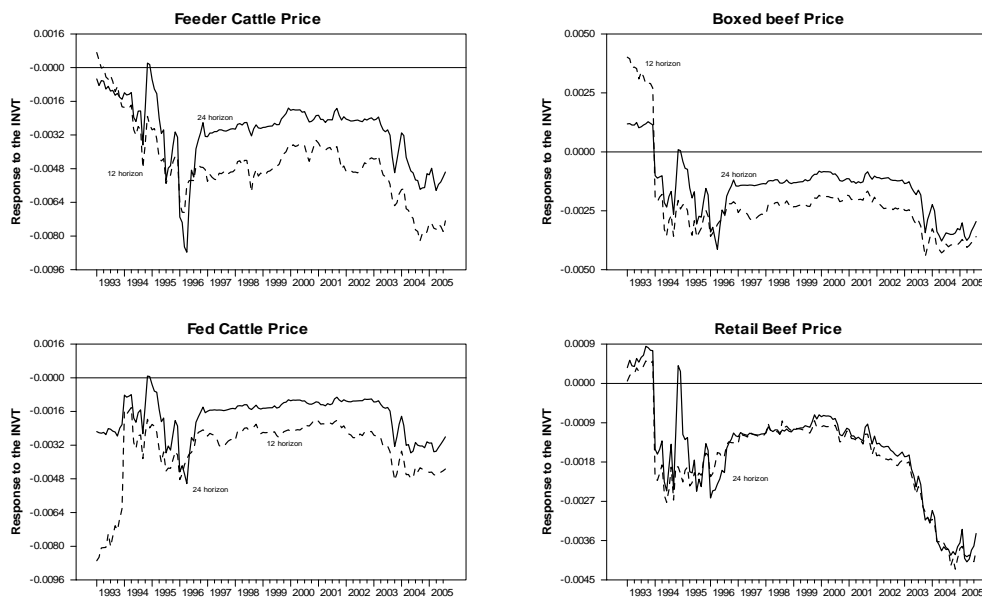 Feeder Cattle Price
Response to the INVT
0.0016
-0.0000
-0.0016
-0.0032
-0.0048
-0.0064
-0.0080
-0.0096
24 horizon
12 horizon
1993 1994 1995 1996 1997 1998 1999 2000 2001 2002 2003 2004 2005
Boxed beef Price
Response to the INVT
0.0050
0.0025
0.0000
-0.0025
-0.0050
12 horizon
24 horizon
1993 1994 1995 1996 1997 1998 1999 2000 2001 2002 2003 2004 2005
Fed Cattle Price
Response to the INVT
0.0016
-0.0000
-0.0016
-0.0032
-0.0048
-0.0064
-0.0080
-0.0096
12 horizon
24 horizon
1993 1994 1995 1996 1997 1998 1999 2000 2001 2002 2003 2004 2005
Retail Beef Price
Response to the INVT
0.0009
0.0000
-0.0009
-0.0018
-0.0027
-0.0036
-0.0045
24 horizon
1993 1994 1995 1996 1997 1998 1999 2000 2001 2002 2003 2004 2005